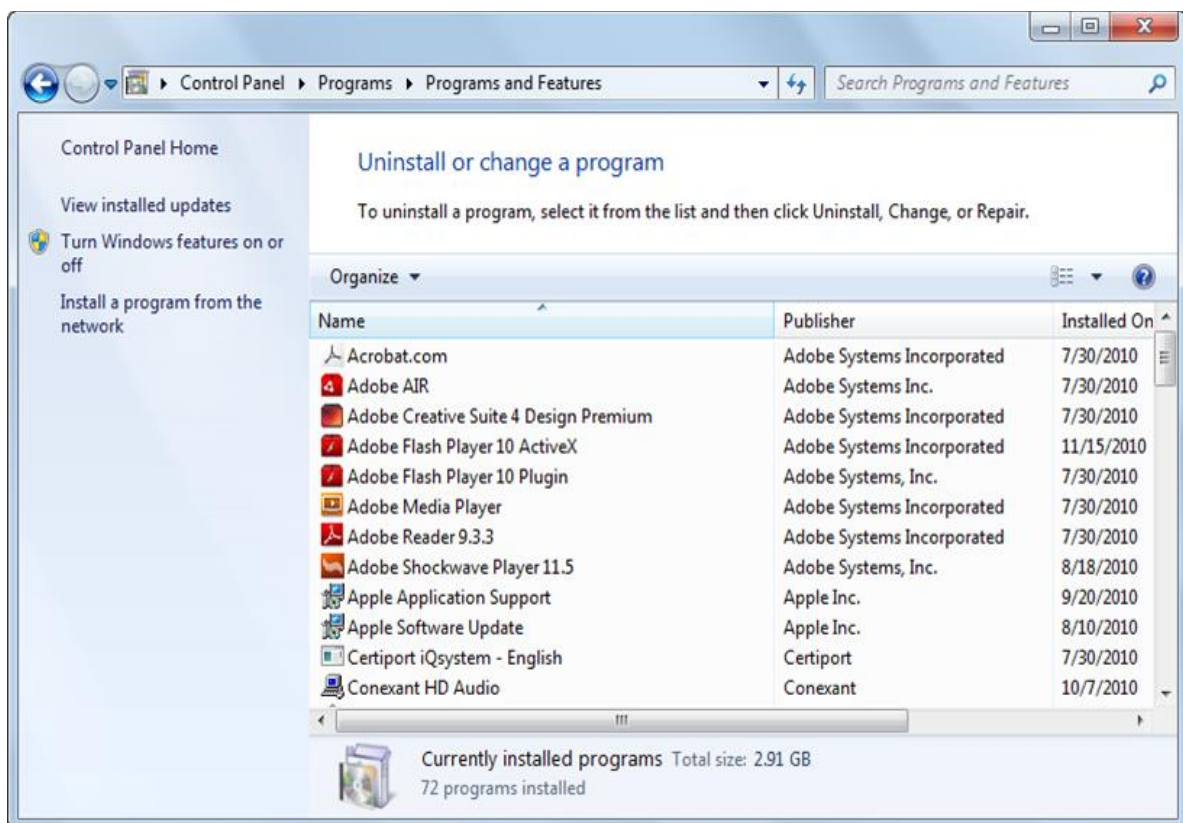 Control Panel Programs Programs and Features Search Programs and Features
Control Panel Home
View installed updates
Turn Windows features on or
off
Install a program from the
network
Uninstall or change a program
To uninstall a program, select it from the list and then click Uninstall, Change, or Repair.
Organize
Name Publisher Installed On
Acrobat.com Adobe Systems Incorporated 7/30/2010
Adobe AIR Adobe Systems Inc. 7/30/2010
Adobe Creative Suite 4 Design Premium Adobe Systems Incorporated 7/30/2010
Adobe Flash Player 10 ActiveX Adobe Systems Incorporated 11/15/2010
Adobe Flash Player 10 Plugin Adobe Systems, Inc. 7/30/2010
Adobe Media Player Adobe Systems Incorporated 7/30/2010
Adobe Reader 9.3.3 Adobe Systems Incorporated 7/30/2010
Adobe Shockwave Player 11.5 Adobe Systems, Inc. 8/18/2010
Apple Application Support Apple Inc. 9/20/2010
Apple Software Update Apple Inc. 8/10/2010
Certiport iQsystem - English Certiport 7/30/2010
Conexant HD Audio Conexant 10/7/2010
Currently installed programs Total size: 2.91 GB
72 programs installed